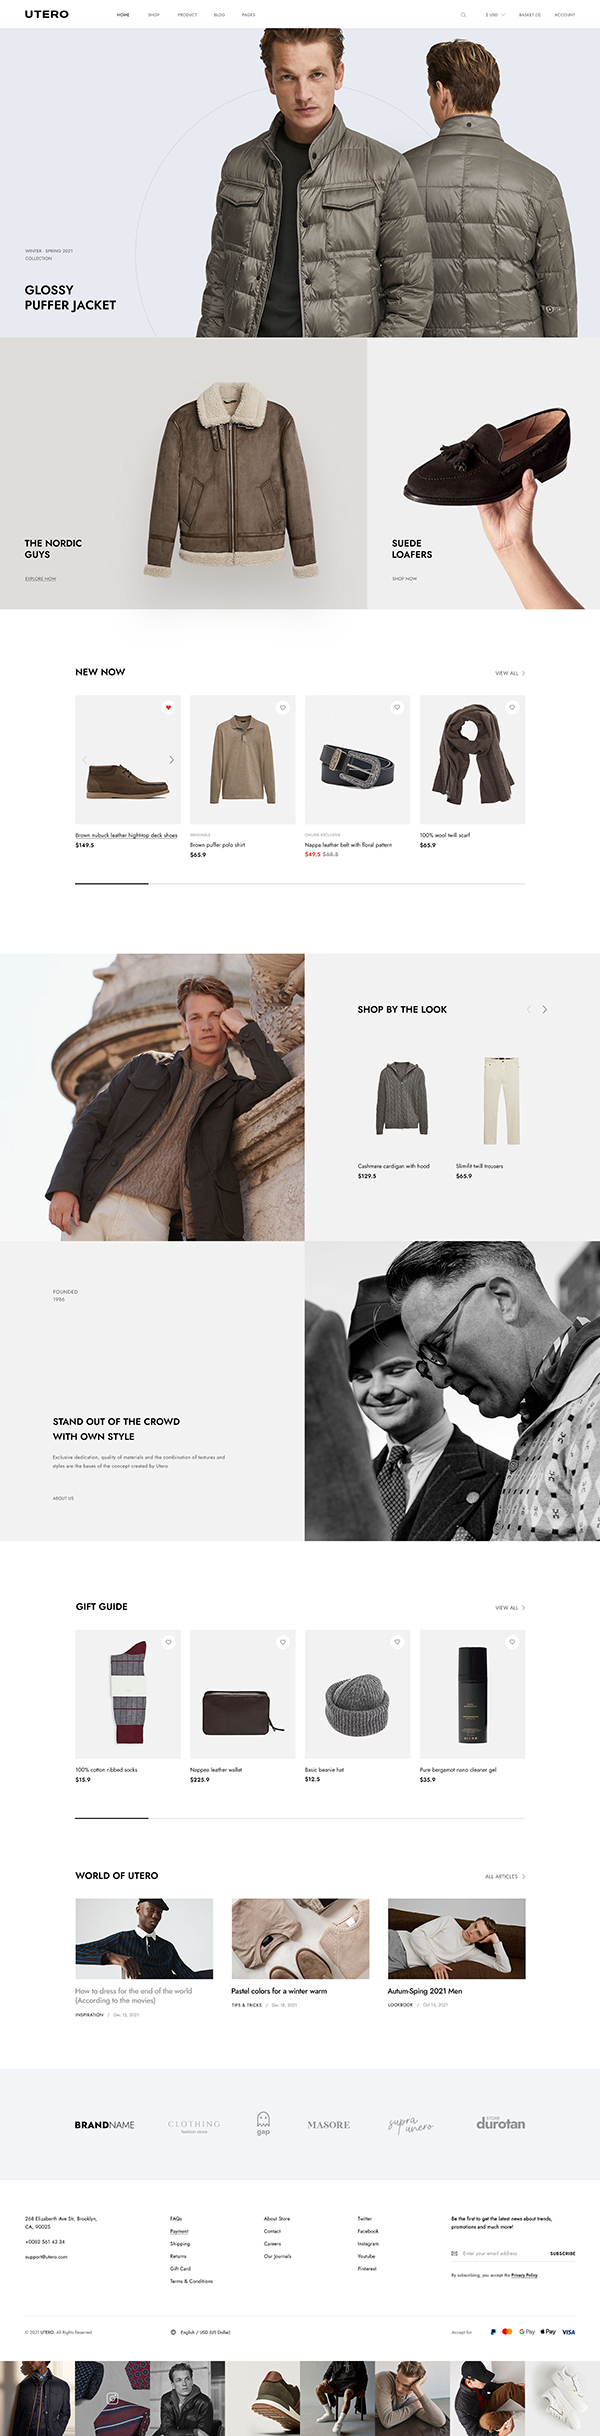 UTERO
HOME
SHOP
PRODUCT
BLOG
PAGES
$ USD
BASKET (3)
ACCOUNT
WINTER - SPRING 2021
COLLECTION
GLOSSY
PUFFER JACKET
THE NORDIC
GUYS
EXPLORE NOW
SUEDE
LOAFERS
SHOP NOW
NEW NOW
VIEW ALL
Brown nubuck leather high-top deck shoes
$149.5
WASHABLE
Brown puffer polo shirt
$65.9
ONLINE EXCLUSIVE
Nappa leather belt with floral pattern
$49.5 $68.5
100% wool twill scarf
$65.9
SHOP BY THE LOOK
Cashmere cardigan with hood
$129.5
Slim-fit twill trousers
$65.9
FOUNDED
1986
STAND OUT OF THE CROWD
WITH OWN STYLE
Exclusive dedication, quality of materials and the combination of textures and
styles are the bases of the concept created by Utero
ABOUT US
GIFT GUIDE
VIEW ALL
100% cotton ribbed socks
$15.9
Nappea leather wallet
$225.9
Basic beanie hat
$12.5
Pure bergamot nano cleaner gel
$35.9
WORLD OF UTERO
ALL ARTICLES
How to dress for the end of the world
(According to the movies)
INSPIRATION / Dec 15, 2021
Pastel colors for a winter warm
TIPS & TRICKS / Dec 18, 2021
Autum-Sping 2021 Men
LOOKBOOK / Oct 15, 2021
BRANDNAME
CLOTHING
fashion store
gap
MASORE
supra unero
STORE
durotan
268 Elizaberth Ave Str, Brooklyn,
CA, 90025
+0082 561 43 34
support@utero.com
FAQs
Payment
Shipping
Returns
Gift Card
Terms & Conditions
About Store
Contact
Careers
Our Journals
Twitter
Facebook
Instagram
Youtube
Pinterest
Be the first to get the latest news about trends,
promotions and much more!
Enter your email address
SUBSCRIBE
By subscribing, you accept the Privacy Policy
© 2021 UTERO. All Rights Reserved
English / USD (US Dollar)
Accept for
G Pay
Pay
VISA